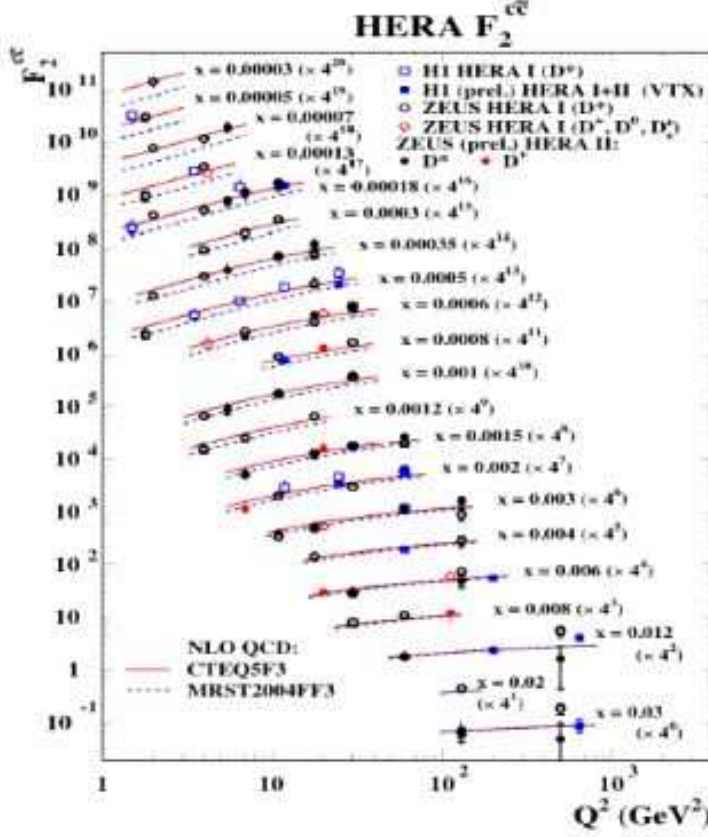 HERA F₂^cc̄
F₂^cc̄
H1 HERA I (D*)
H1 (prel.) HERA I+II (VTX)
ZEUS HERA I (D*)
ZEUS HERA I (D*, D⁰, Dₛ⁺)
ZEUS (prel.) HERA II:
D* D⁺
10¹¹
10¹⁰
10⁹
10⁸
10⁷
10⁶
10⁵
10⁴
10³
10²
10
1
10⁻¹
x = 0.00003 (× 4²⁰)
x = 0.00005 (× 4¹⁹)
x = 0.00007
(× 4¹⁸)
x = 0.00013
(× 4¹⁷)
x = 0.00018 (× 4¹⁶)
x = 0.0003 (× 4¹⁵)
x = 0.00035 (× 4¹⁴)
x = 0.0005 (× 4¹³)
x = 0.0006 (× 4¹²)
x = 0.0008 (× 4¹¹)
x = 0.001 (× 4¹⁰)
x = 0.0012 (× 4⁹)
x = 0.0015 (× 4⁸)
x = 0.002 (× 4⁷)
x = 0.003 (× 4⁶)
x = 0.004 (× 4⁵)
x = 0.006 (× 4⁴)
x = 0.008 (× 4³)
x = 0.012
(× 4²)
x = 0.02
(× 4¹)
x = 0.03
(× 4⁰)
NLO QCD:
CTEQ5F3
MRST2004FF3
1 10 10² 10³
Q² (GeV²)